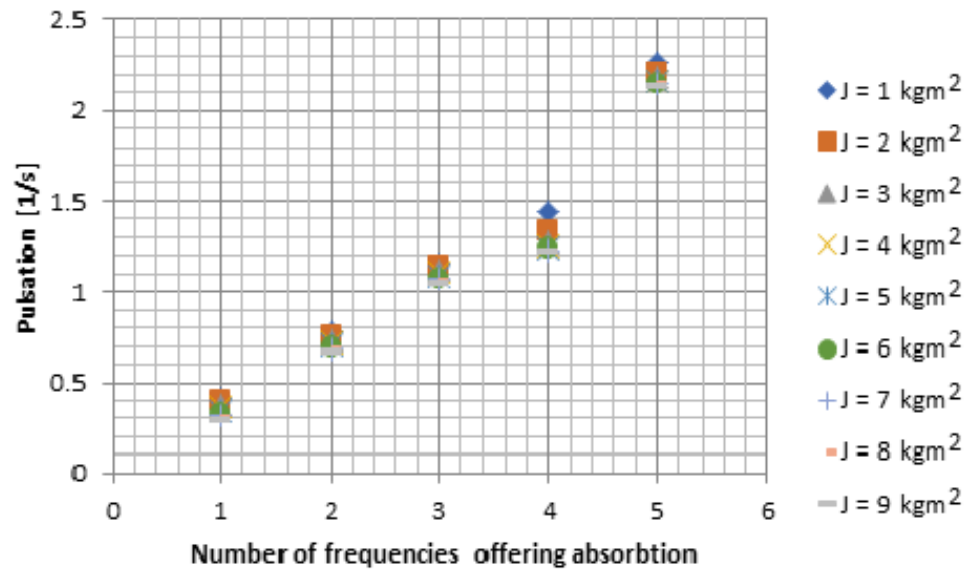 2.5
2
1.5
1
0.5
0
Pulsation [1/s]
0 1 2 3 4 5 6
Number of frequencies offering absorbtion
J = 1 kgm²
J = 2 kgm²
J = 3 kgm²
J = 4 kgm²
J = 5 kgm²
J = 6 kgm²
J = 7 kgm²
J = 8 kgm²
J = 9 kgm²